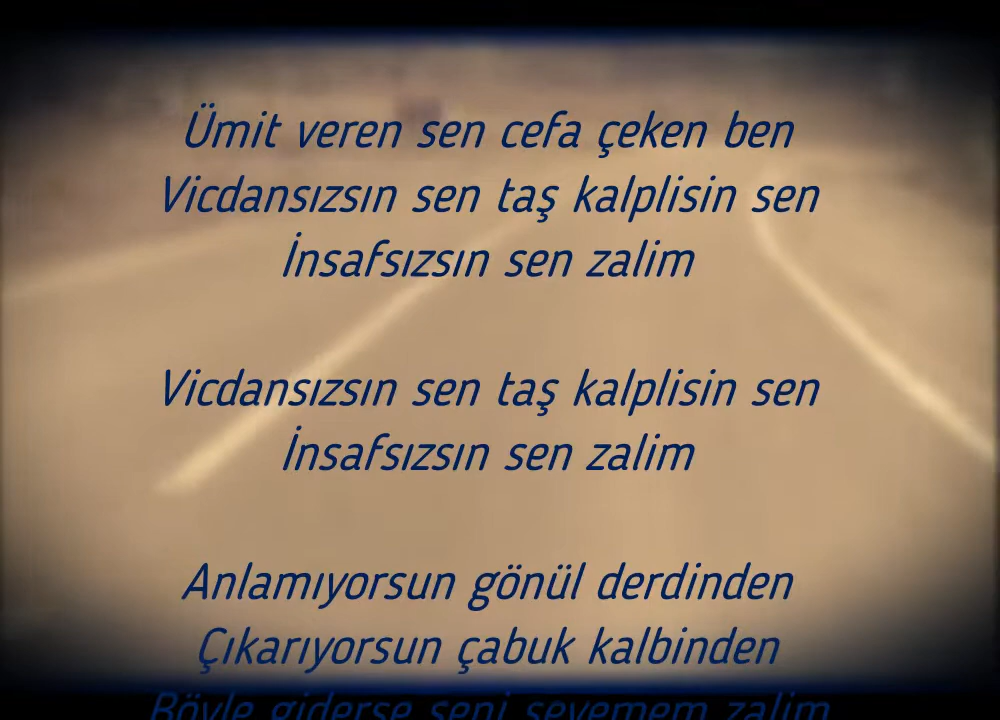 Ümit veren sen cefa çeken ben
Vicdansızsın sen taş kalplisin sen
İnsafsızsın sen zalim
Vicdansızsın sen taş kalplisin sen
İnsafsızsın sen zalim
Anlamıyorsun gönül derdinden
Çıkarıyorsun çabuk kalbinden
Böyle giderse seni sevemem zalim